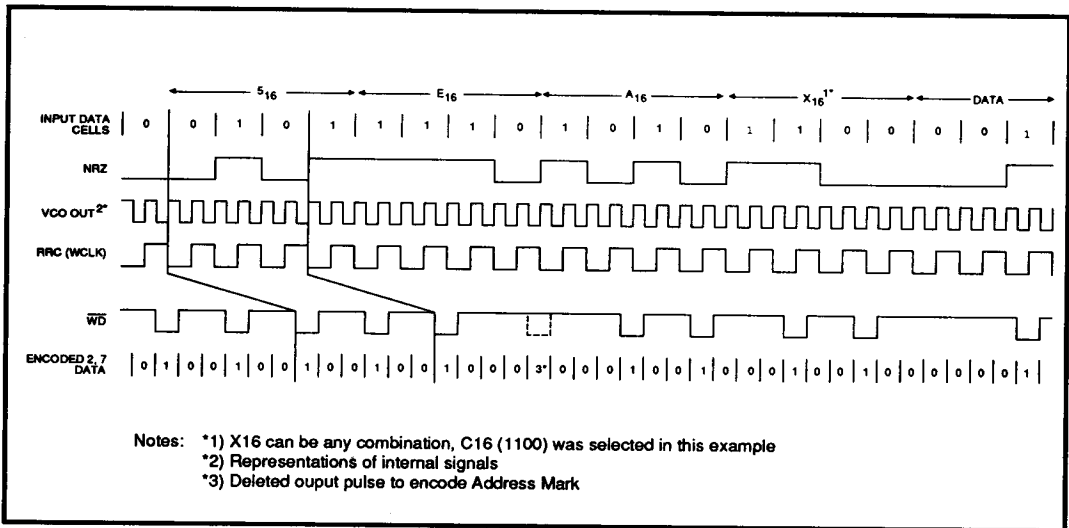 5₁₆ E₁₆ A₁₆ X₁₆¹* DATA
INPUT DATA
CELLS 0 0 1 0 1 1 1 1 0 1 0 1 0 1 1 0 0 0 0 1
NRZ
VCO OUT ²*
RRC (WCLK)
WD
ENCODED 2, 7
DATA 0 1 0 0 1 0 0 1 0 0 1 0 0 1 0 0 0 3* 0 0 0 1 0 0 1 0 0 0 1 0 0 1 0 0 0 0 0 0 1
Notes: *1) X16 can be any combination, C16 (1100) was selected in this example
*2) Representations of internal signals
*3) Deleted ouput pulse to encode Address Mark